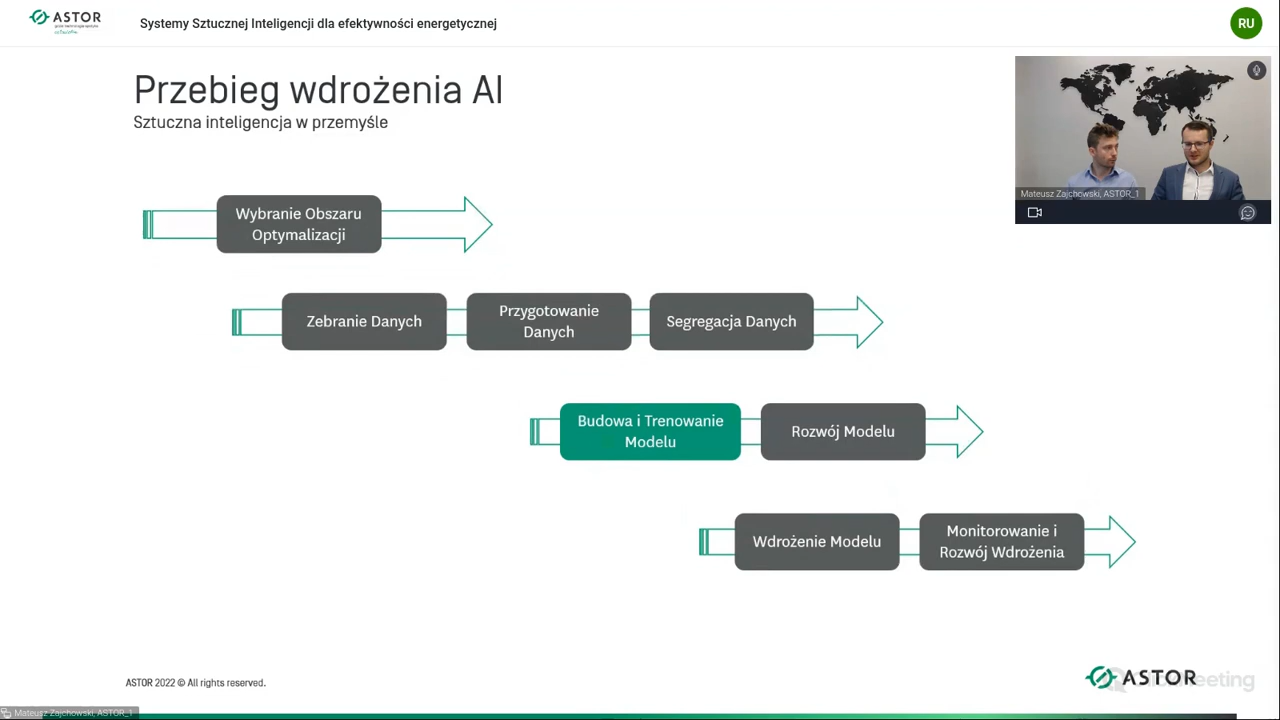 ASTOR
Systemy Sztucznej Inteligencji dla efektywności energetycznej
RU
Przebieg wdrożenia AI
Sztuczna inteligencja w przemyśle
Mateusz Zajchowski, ASTOR_1
Wybranie Obszaru
Optymalizacji
Zebranie Danych
Przygotowanie
Danych
Segregacja Danych
Budowa i Trenowanie
Modelu
Rozwój Modelu
Wdrożenie Modelu
Monitorowanie i
Rozwój Wdrożenia
ASTOR 2022 © All rights reserved.
ASTOR
Mateusz Zajchowski, ASTOR_1